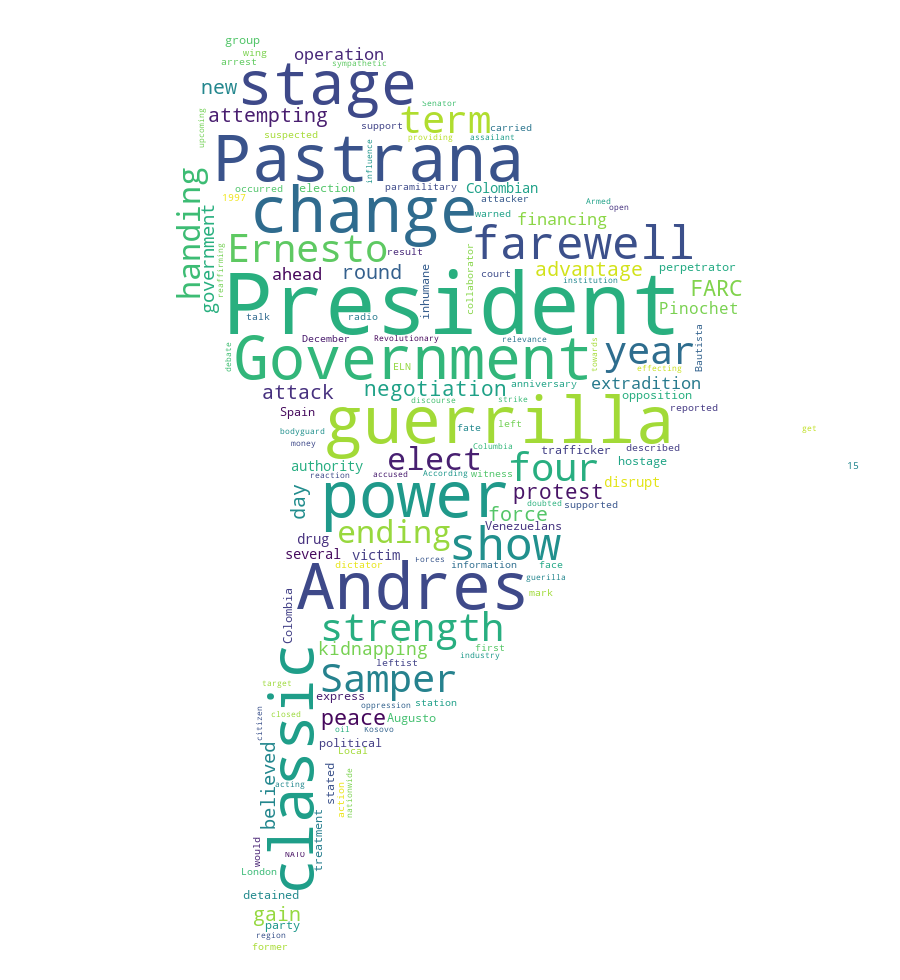 group
wing
operation
arrest
sympathetic
stage
new
Senator
attempting
term
upcoming
support
carried
suspected
providing
assailant
Pastrana
influence
handing
occurred
election
paramilitary
Colombian
1997
attacker
Armed
open
change
warned
financing
government
farewell
Ernesto
reaffirming
result
collaborator
ahead
round
inhumane
court
advantage
perpetrator
institution
President
FARC
Pinochet
talk
radio
December
Revolutionary
relevance
debate
Government
towards
year
Bautista
ELN
effecting
attack
negotiation
anniversary
extradition
opposition
discourse
strike
Spain
guerrilla
reported
bodyguard
fate
left
get
money
Columbia
trafficker
described
authority
elect
four
hostage
15
reaction
accused
According
witness
day
power
protest
disrupt
doubted
supported
force
Venezuelans
drug
ending
show
several
victim
Forces
dictator
information
face
guerilla
Andres
mark
Colombia
strength
kidnapping
first
industry
leftist
classic
Samper
target
express
oppression
station
citizen
closed
peace
Augusto
oil
Kosovo
political
Local
believed
stated
nationwide
acting
action
treatment
would
NATO
London
detained
gain
party
region
former